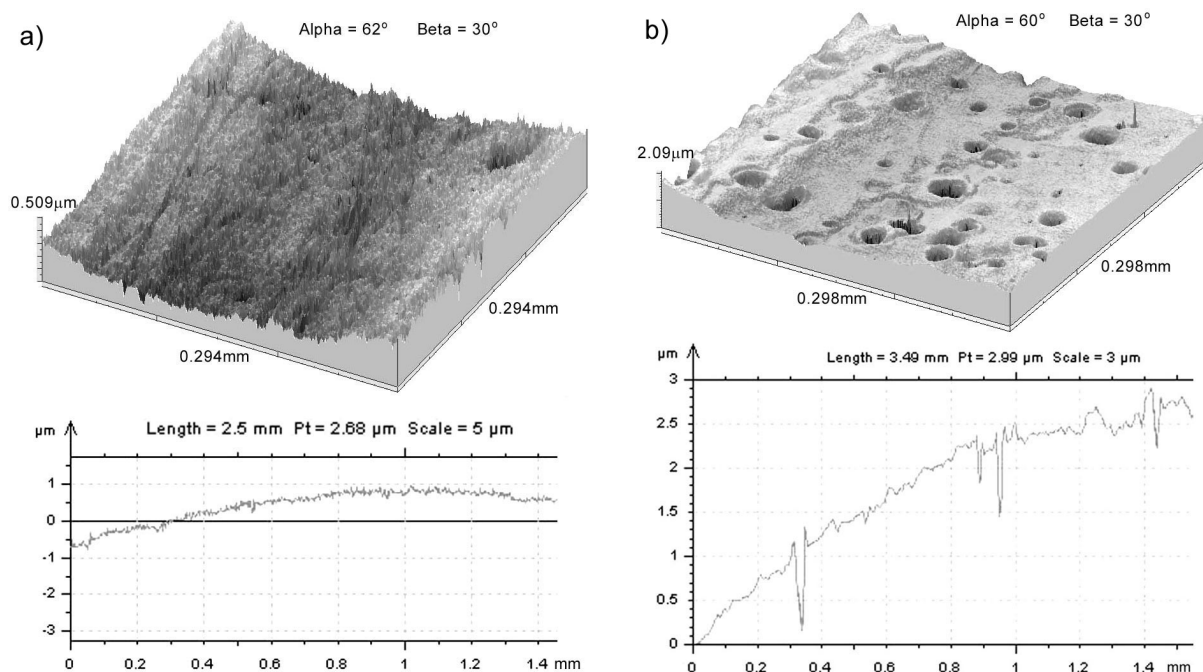 a)
Alpha = 62° Beta = 30°
0.509µm
0.294mm
0.294mm
µm
Length = 2.5 mm Pt = 2.68 µm Scale = 5 µm
1
0
-1
-2
-3
0 0.2 0.4 0.6 0.8 1 1.2 1.4 mm
b)
Alpha = 60° Beta = 30°
2.09µm
0.298mm
0.298mm
µm
Length = 3.49 mm Pt = 2.99 µm Scale = 3 µm
3
2.5
2
1.5
1
0.5
0
0 0.2 0.4 0.6 0.8 1 1.2 1.4 mm